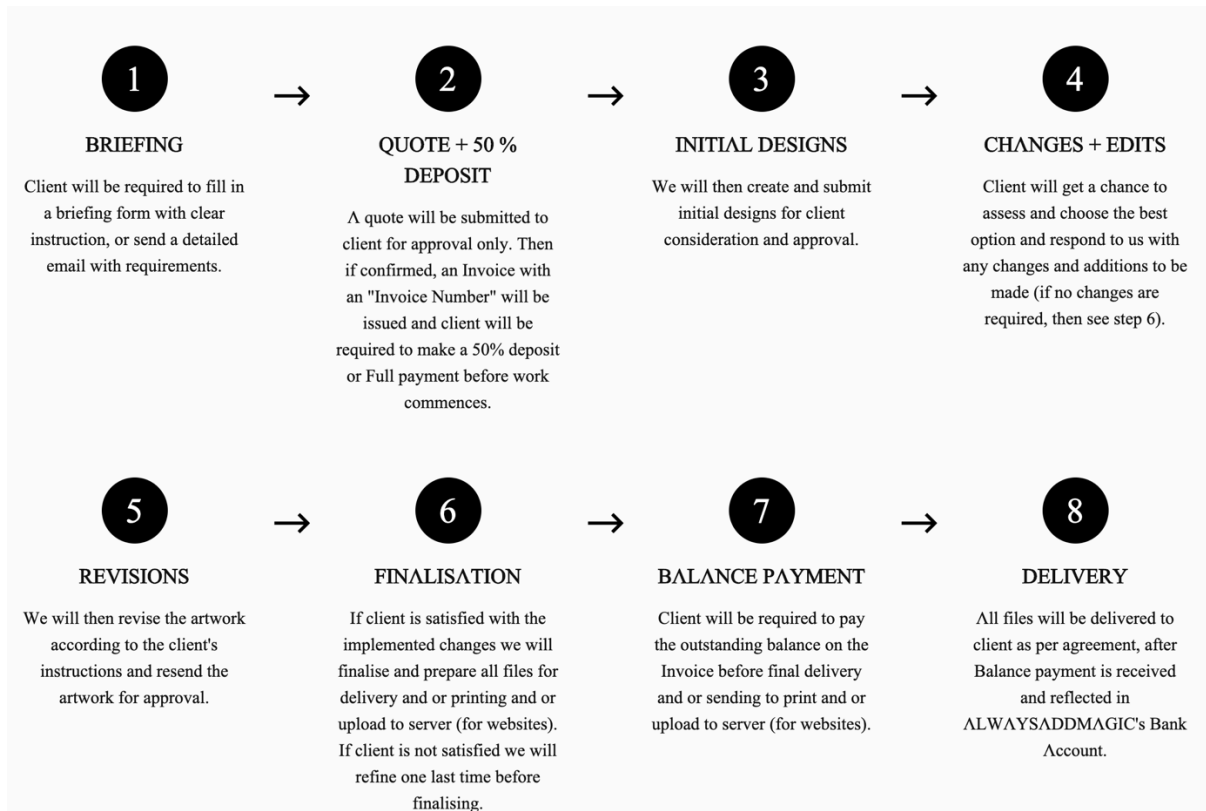 1
BRIEFING
Client will be required to fill in
a briefing form with clear
instruction, or send a detailed
email with requirements.
2
QUOTE + 50 %
DEPOSIT
Λ quote will be submitted to
client for approval only. Then
if confirmed, an Invoice with
an "Invoice Number" will be
issued and client will be
required to make a 50% deposit
or Full payment before work
commences.
3
INITIΛL DESIGNS
We will then create and submit
initial designs for client
consideration and approval.
4
CHΛNGES + EDITS
Client will get a chance to
assess and choose the best
option and respond to us with
any changes and additions to be
made (if no changes are
required, then see step 6).
5
REVISIONS
We will then revise the artwork
according to the client's
instructions and resend the
artwork for approval.
6
FINΛLISΛTION
If client is satisfied with the
implemented changes we will
finalise and prepare all files for
delivery and or printing and or
upload to server (for websites).
If client is not satisfied we will
refine one last time before
finalising.
7
BΛLΛNCE PΛYMENT
Client will be required to pay
the outstanding balance on the
Invoice before final delivery
and or sending to print and or
upload to server (for websites).
8
DELIVERY
Λll files will be delivered to
client as per agreement, after
Balance payment is received
and reflected in
ΛLWΛYSΛDDMΛGIC's Bank
Λccount.